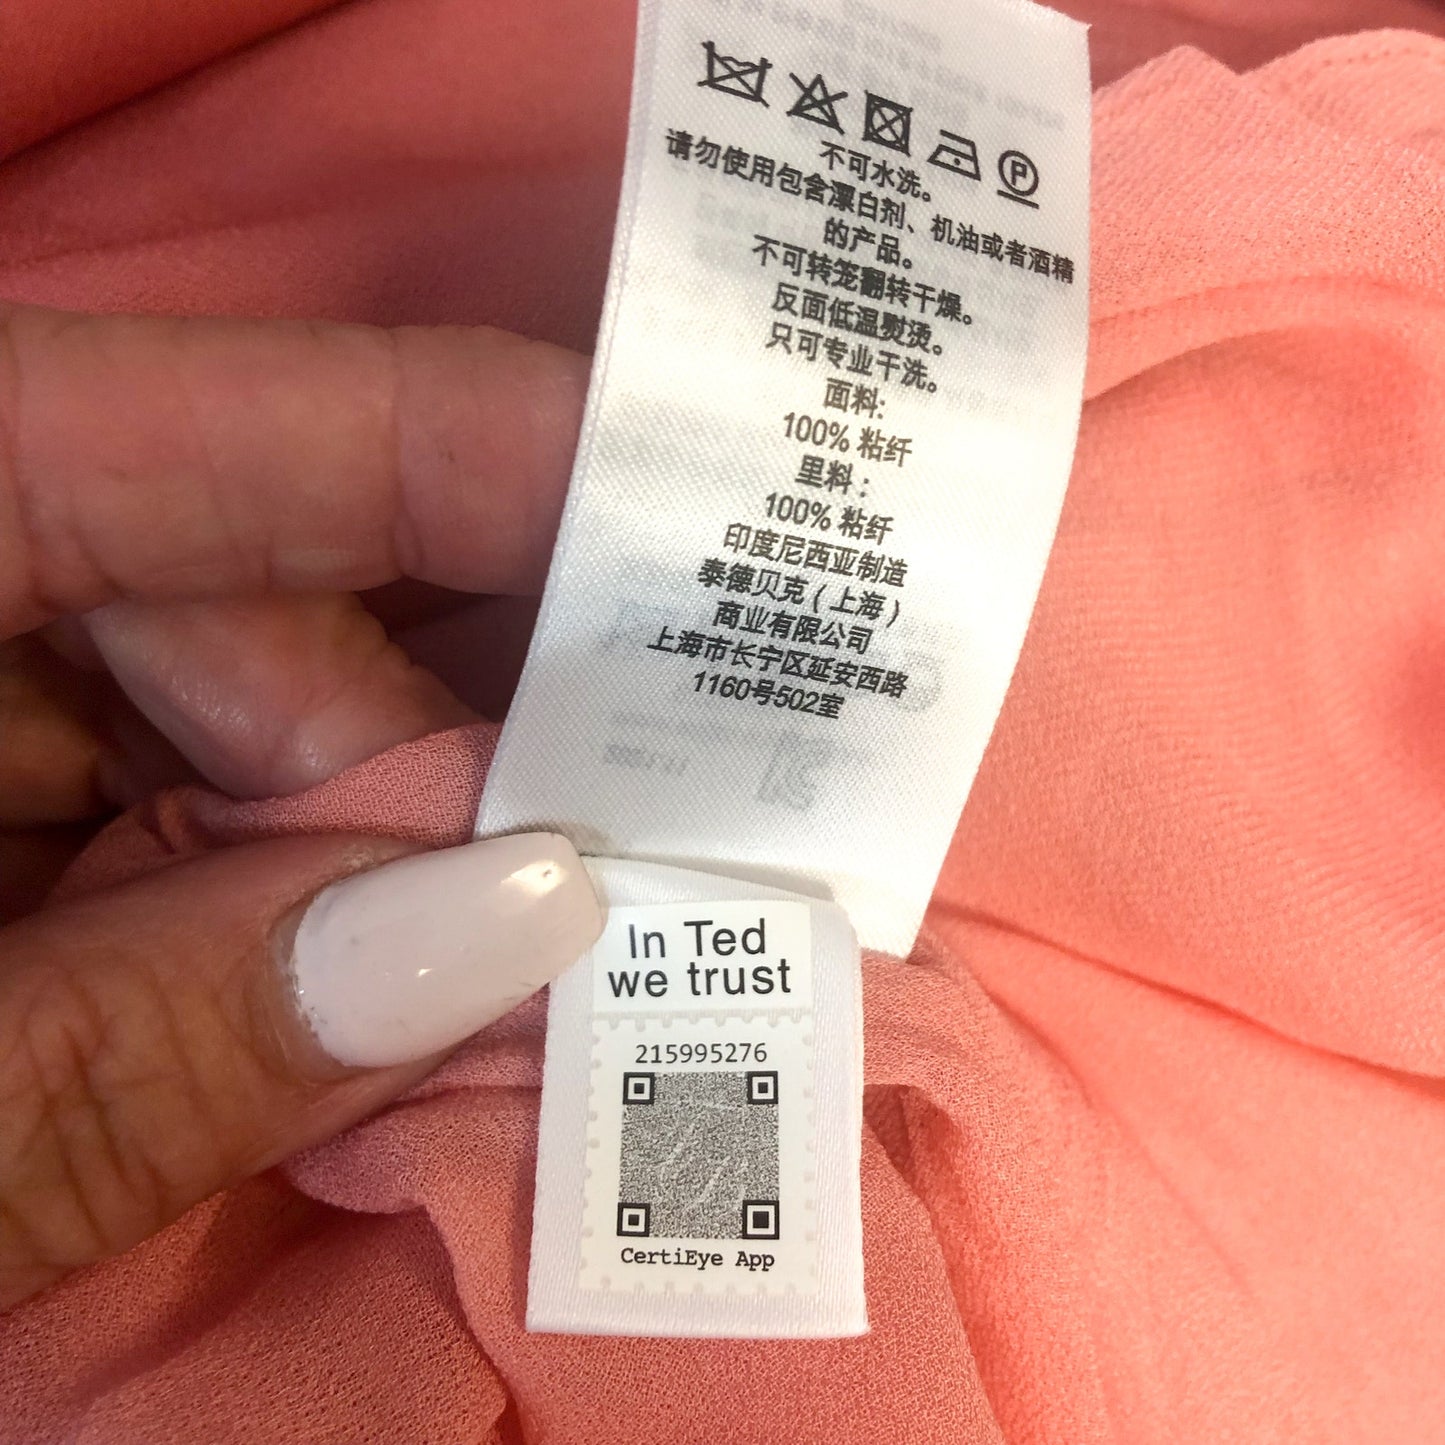 P
不可水洗。
请勿使用包含漂白剂、机油或者酒精
的产品。
不可转笼翻转干燥。
反面低温熨烫。
只可专业干洗。
面料:
100% 粘纤
里料:
100% 粘纤
印度尼西亚制造
泰德贝克(上海)
商业有限公司
上海市长宁区延安西路
1160号502室
In Ted
we trust
215995276
CertiEye App